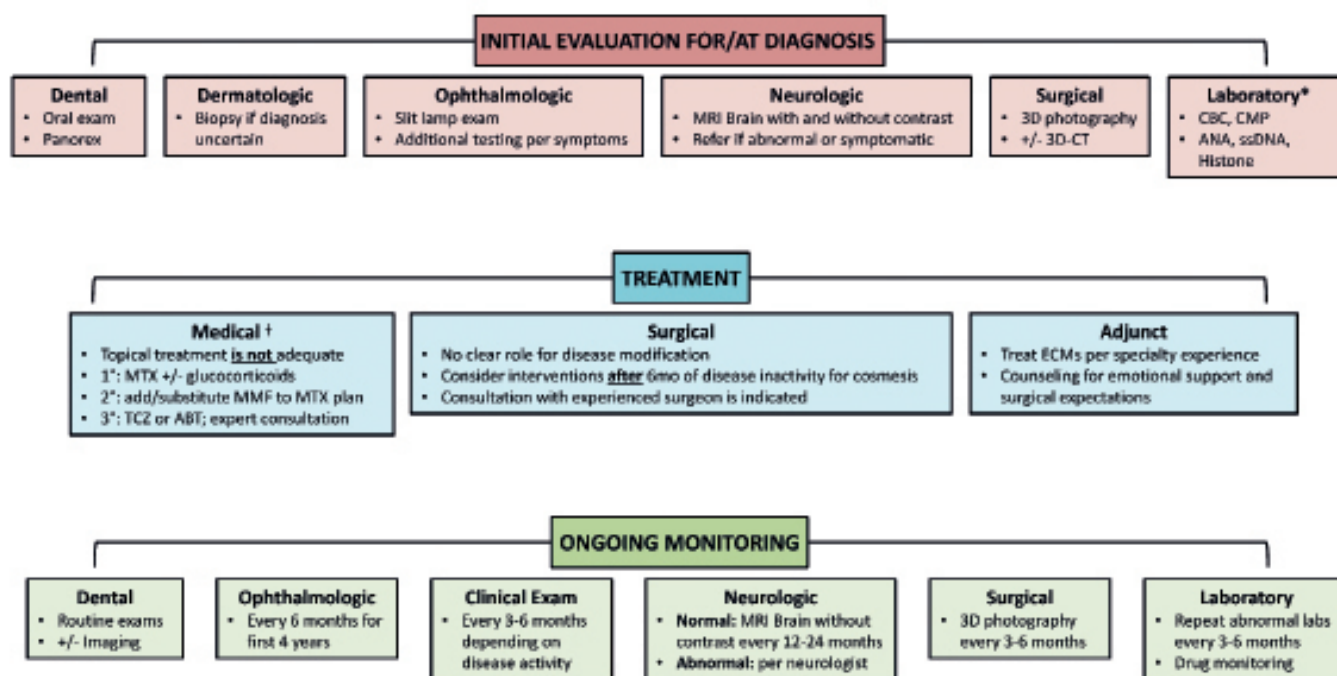 INITIAL EVALUATION FOR/AT DIAGNOSIS
Dental
• Oral exam
• Panorex
Dermatologic
• Biopsy if diagnosis
uncertain
Ophthalmologic
• Slit lamp exam
• Additional testing per symptoms
Neurologic
• MRI Brain with and without contrast
• Refer if abnormal or symptomatic
Surgical
• 3D photography
• +/- 3D-CT
Laboratory*
• CBC, CMP
• ANA, ssDNA,
Histone
TREATMENT
Medical †
• Topical treatment is not adequate
• 1°: MTX +/- glucocorticoids
• 2°: add/substitute MMF to MTX plan
• 3°: TCZ or ABT; expert consultation
Surgical
• No clear role for disease modification
• Consider interventions after 6mo of disease inactivity for cosmesis
• Consultation with experienced surgeon is indicated
Adjunct
• Treat ECMs per specialty experience
• Counseling for emotional support and
surgical expectations
ONGOING MONITORING
Dental
• Routine exams
• +/- Imaging
Ophthalmologic
• Every 6 months for
first 4 years
Clinical Exam
• Every 3-6 months
depending on
disease activity
Neurologic
• Normal: MRI Brain without
contrast every 12-24 months
• Abnormal: per neurologist
Surgical
• 3D photography
every 3-6 months
Laboratory
• Repeat abnormal labs
every 3-6 months
• Drug monitoring